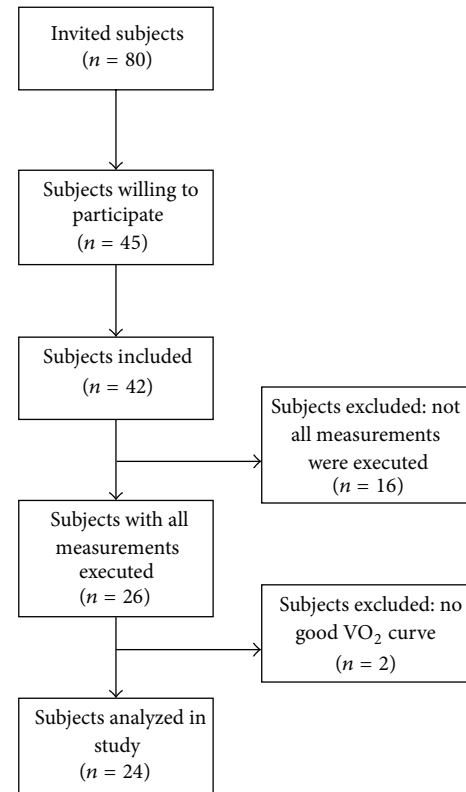 Invited subjects
(n = 80)
Subjects willing to
participate
(n = 45)
Subjects included
(n = 42)
Subjects excluded: not
all measurements
were executed
(n = 16)
Subjects with all
measurements
executed
(n = 26)
Subjects excluded: no
good VO₂ curve
(n = 2)
Subjects analyzed in
study
(n = 24)